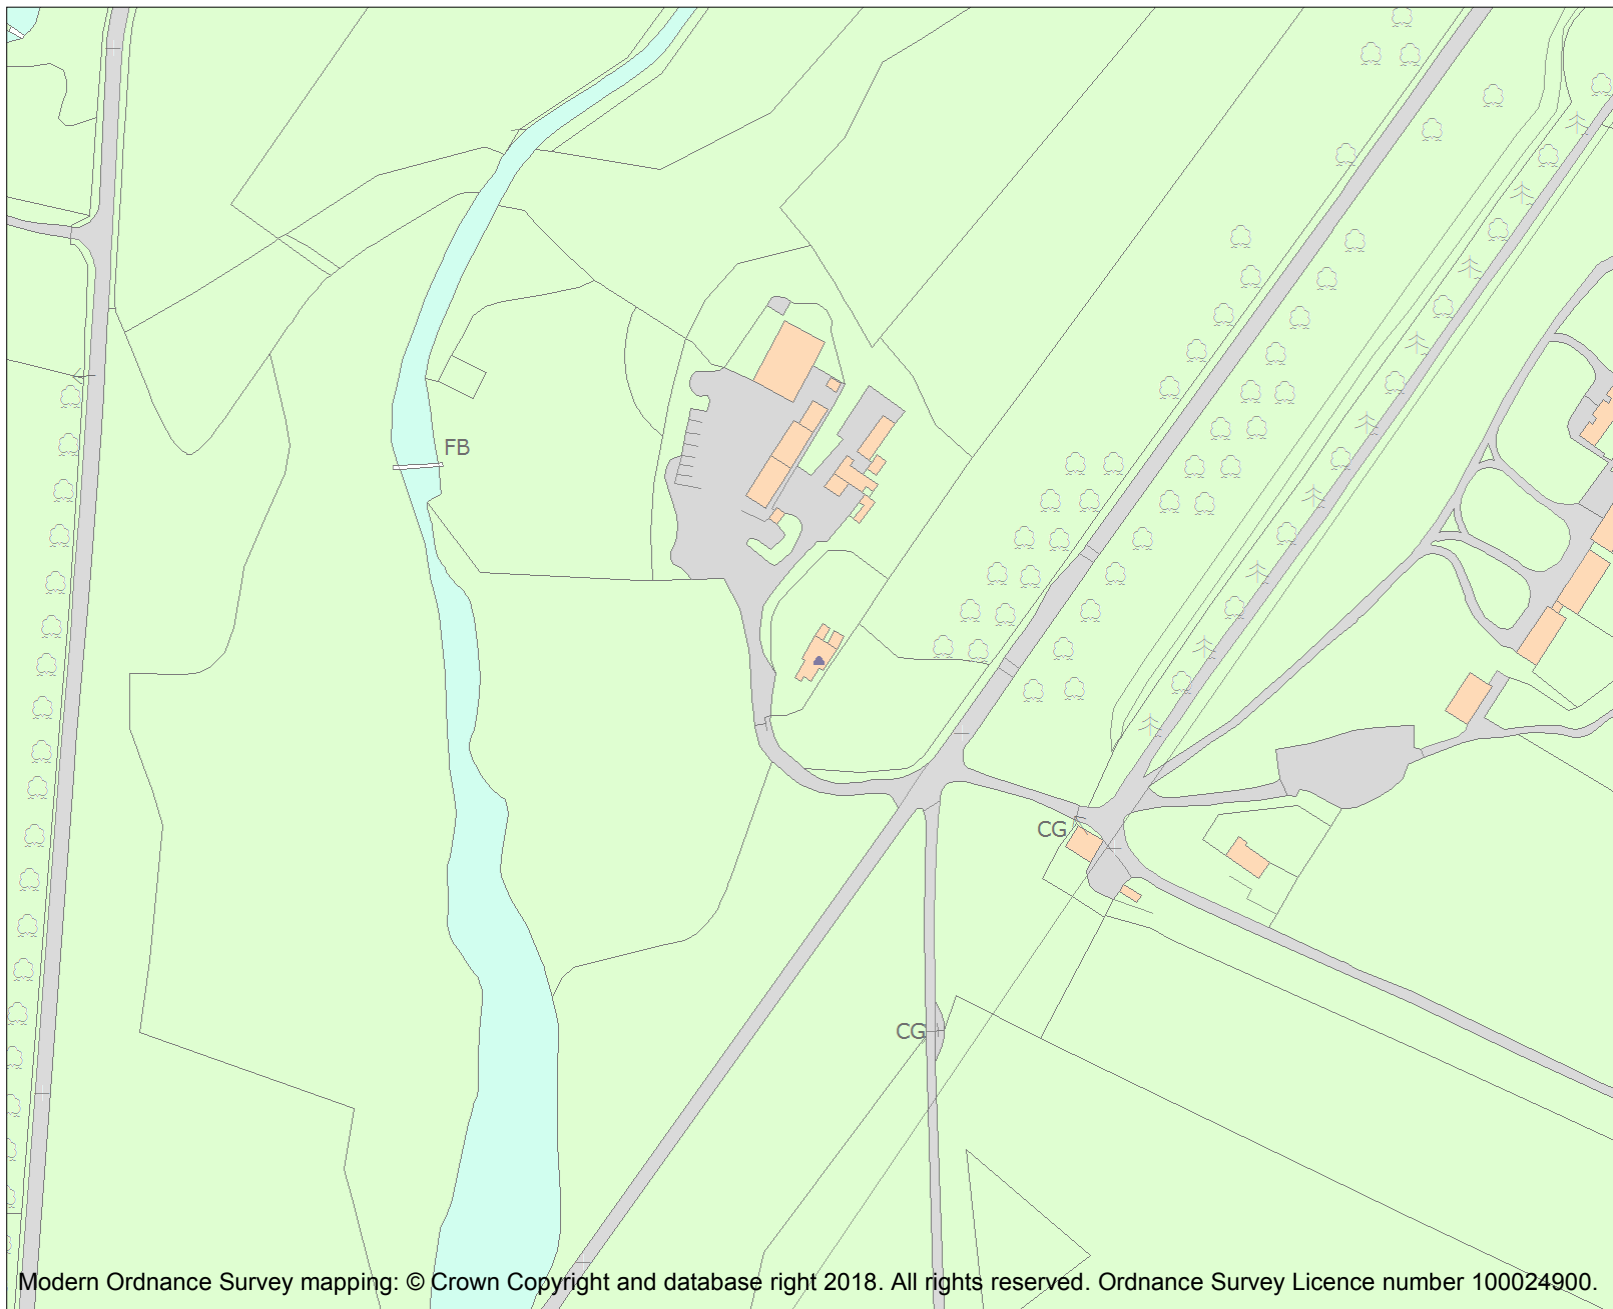 FB
CG
CG
Modern Ordnance Survey mapping: © Crown Copyright and database right 2018. All rights reserved. Ordnance Survey Licence number 100024900.